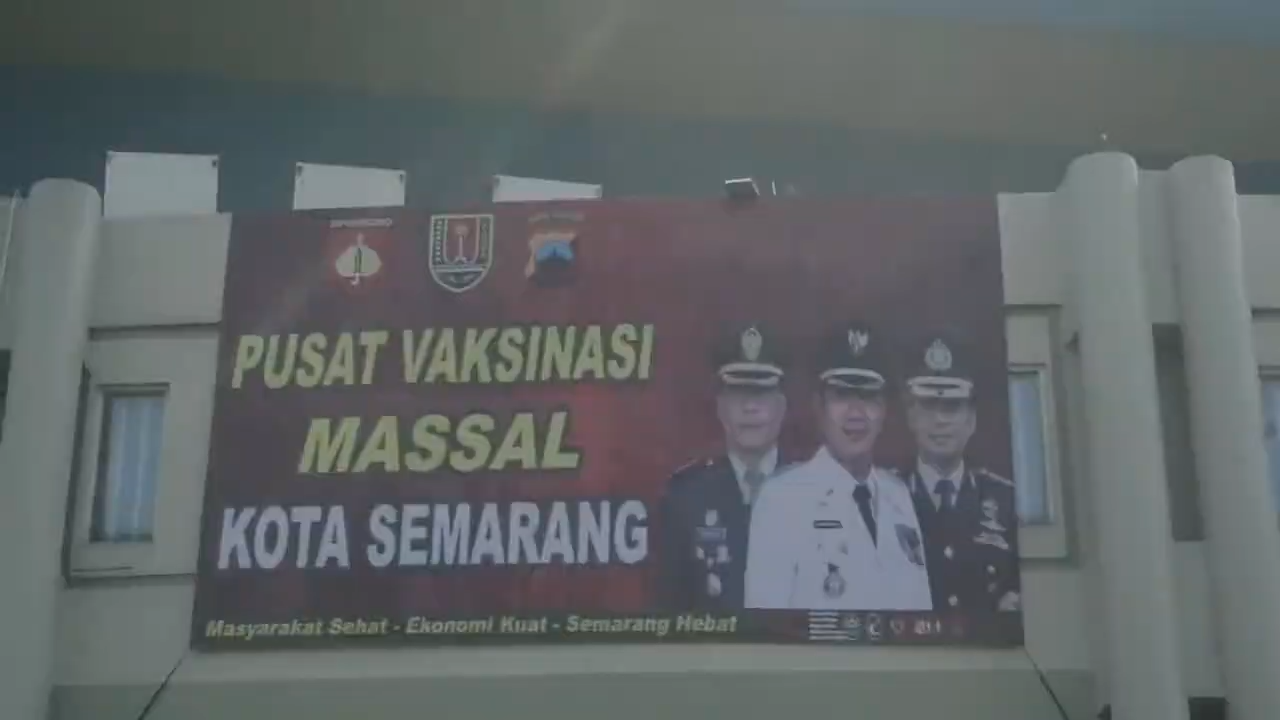 PUSAT VAKSINASI
MASSAL
KOTA SEMARANG
Masyarakat Sehat - Ekonomi Kuat - Semarang Hebat